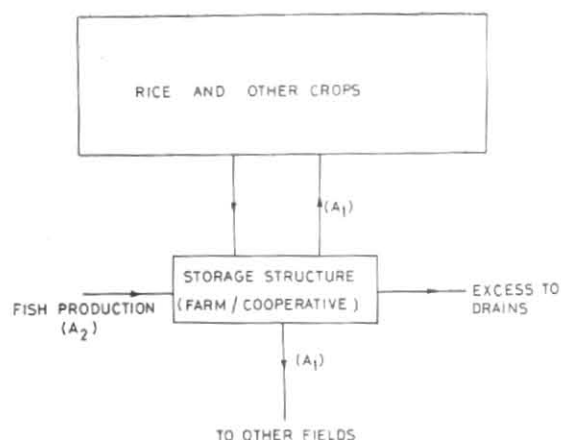 RICE AND OTHER CROPS
(A₁)
STORAGE STRUCTURE
(FARM/COOPERATIVE)
FISH PRODUCTION
(A₂)
EXCESS TO
DRAINS
(A₁)
TO OTHER FIELDS